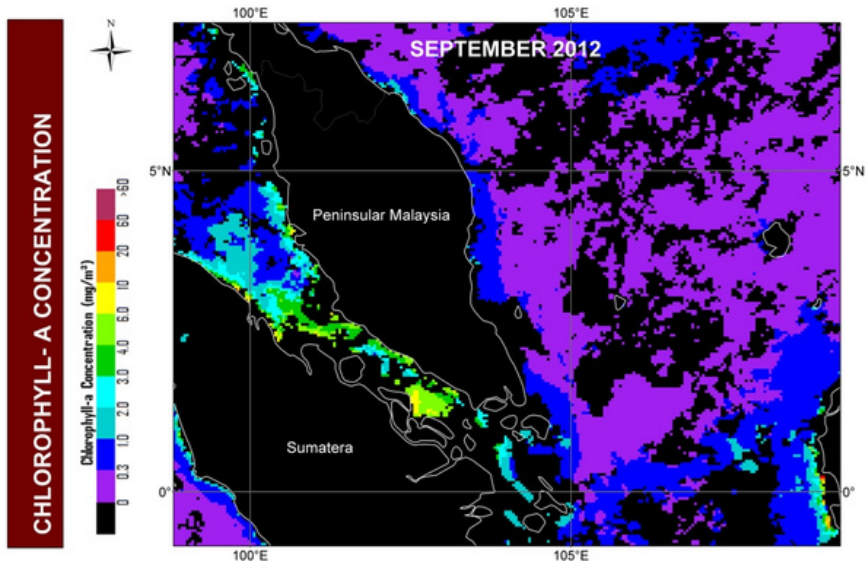 CHLOROPHYLL- A CONCENTRATION
N
SEPTEMBER 2012
100°E
105°E
5°N
5°N
0°
0°
100°E
105°E
Peninsular Malaysia
Sumatera
Chlorophyll-a Concentration (mg/m³)
>60
60
20
10
6.0
4.0
3.0
2.0
1.0
0.3
0